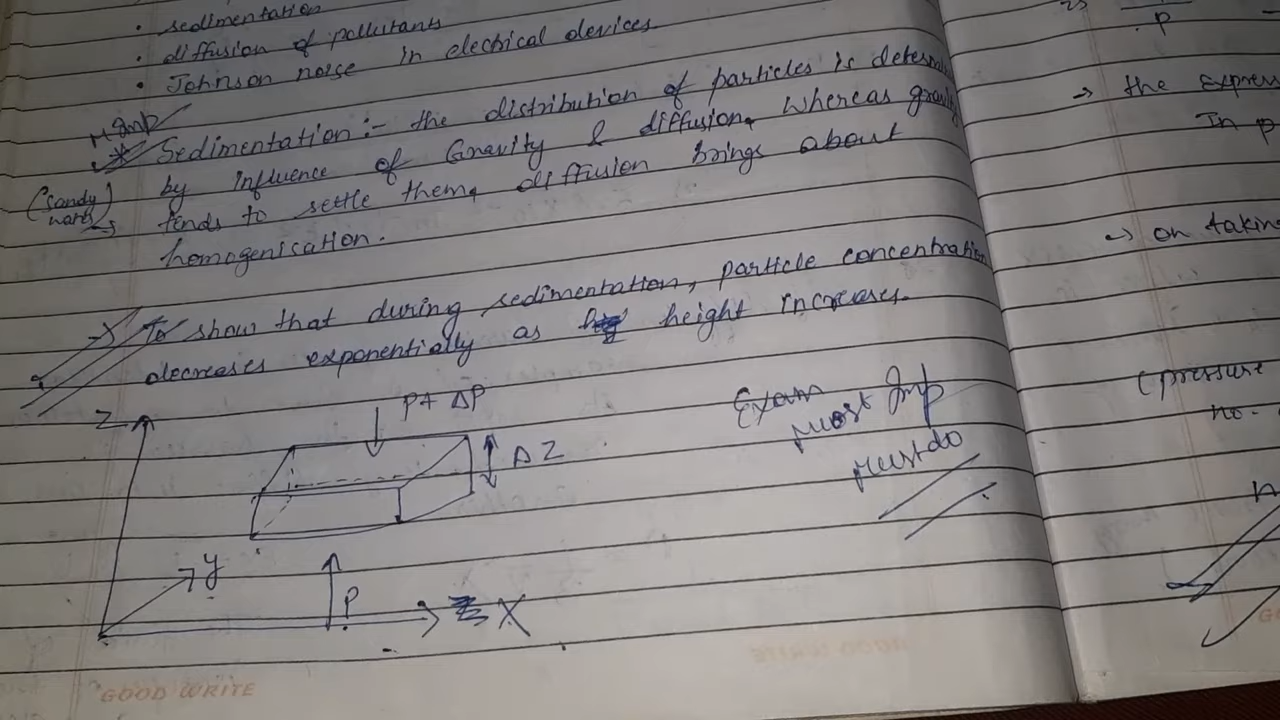 • sedimentation
• diffusion of pollutants
• Johnson noise in electrical devices
Imp
* Sedimentation:- the distribution of particles is determ
by influence of Gravity & diffusion. Whereas gravity
(Sandy
water)
tends to settle them, diffusion brings about
homogenisation.
→ To show that during sedimentation, particle concentration
decreases exponentially as height increases.
Z
P+ ΔP
ΔZ
y
P
X
Exam
most Imp
must do
GOOD WRITE
P
→ the Express
In p
→ on takin
(pressure
no.